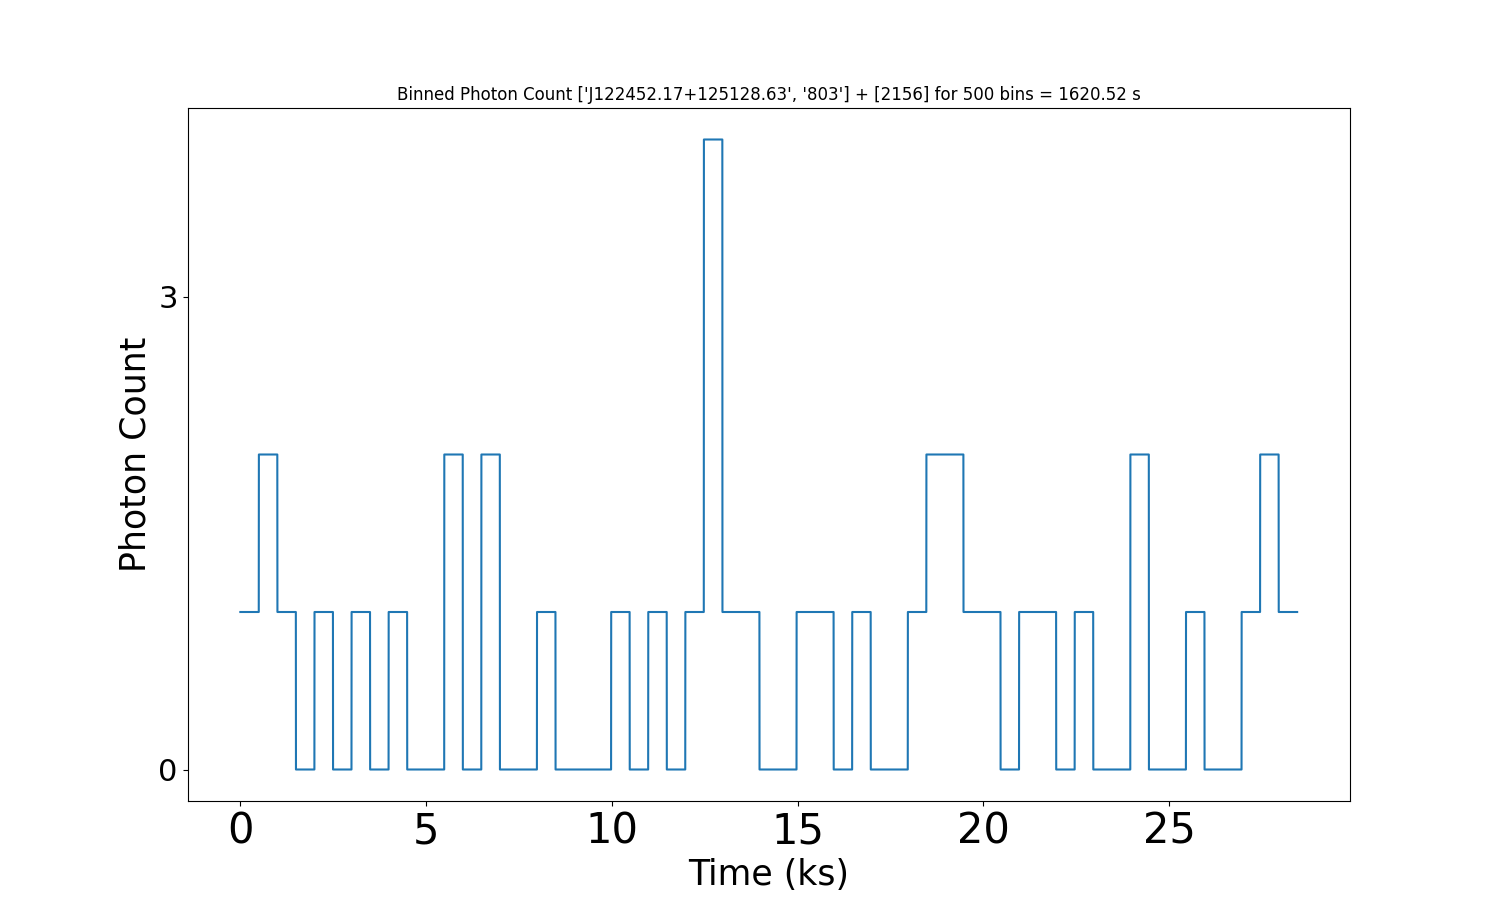 Binned Photon Count ['J122452.17+125128.63', '803'] + [2156] for 500 bins = 1620.52 s
Photon Count
3
0
0 5 10 15 20 25
Time (ks)